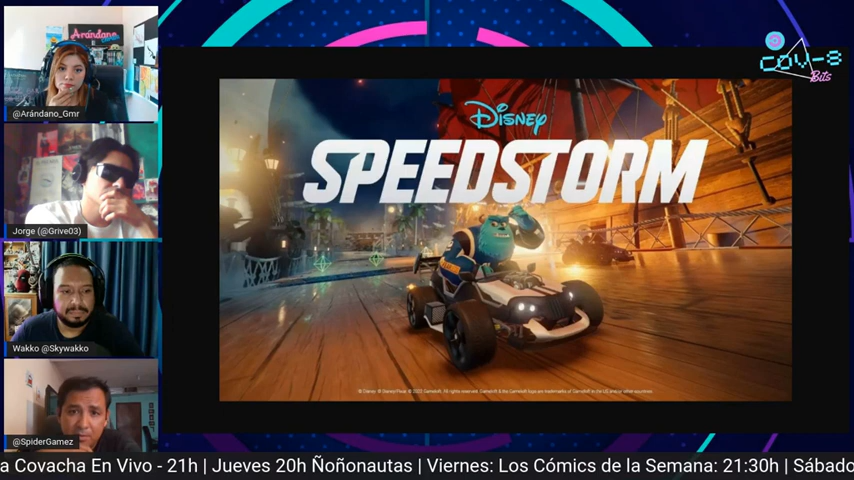 Arándano
@Arándano_Gmr
Jorge (@Grive03)
Wakko @Skywakko
@SpiderGamez
COV-8
Bits
DISNEY
SPEEDSTORM
a Covacha En Vivo - 21h | Jueves 20h Ñoñonautas | Viernes: Los Cómics de la Semana: 21:30h | Sábado